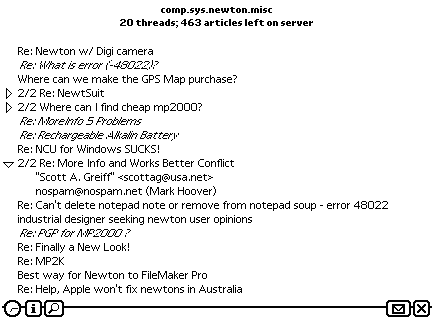 comp.sys.newton.misc
20 threads; 463 articles left on server
Re: Newton w/ Digi camera
Re: What is error (-48022)?
Where can we make the GPS Map purchase?
2/2 Re: NewtSuit
2/2 Where can I find cheap mp2000?
Re: MoreInfo 5 Problems
Re: Rechargeable Alkalin Battery
Re: NCU for Windows SUCKS!
2/2 Re: More Info and Works Better Conflict
"Scott A. Greiff" <scottag@usa.net>
nospam@nospam.net (Mark Hoover)
Re: Can't delete notepad note or remove from notepad soup - error 48022
industrial designer seeking newton user opinions
Re: PGP for MP2000 ?
Re: Finally a New Look!
Re: MP2K
Best way for Newton to FileMaker Pro
Re: Help, Apple won't fix newtons in Australia